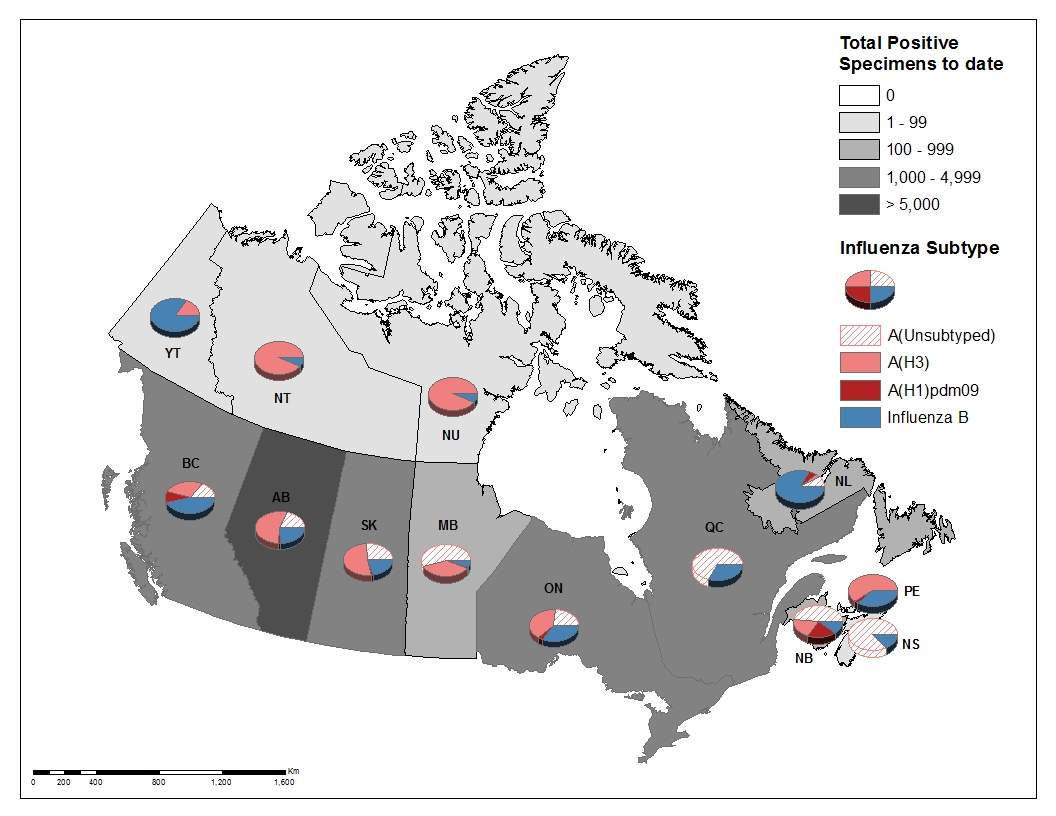 Total Positive
Specimens to date
0
1 - 99
100 - 999
1,000 - 4,999
> 5,000
Influenza Subtype
A(Unsubtyped)
A(H3)
A(H1)pdm09
Influenza B
YT
NT
NU
BC
AB
SK
MB
ON
QC
NL
PE
NB
NS
Km
0 200 400 800 1,200 1,600